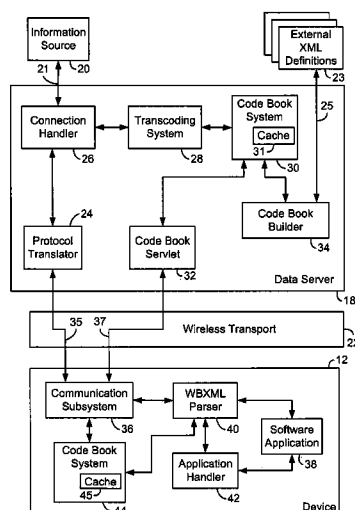 Information
Source
20
21
External
XML
Definitions
23
25
Connection
Handler
26
Transcoding
System
28
Code Book
System
Cache
31
30
24
Protocol
Translator
Code Book
Servlet
32
Code Book
Builder
34
Data Server
18
35
37
Wireless Transport
12
Communication
Subsystem
36
WBXML
Parser
40
Software
Application
38
Code Book
System
Cache
45
Application
Handler
42
Device